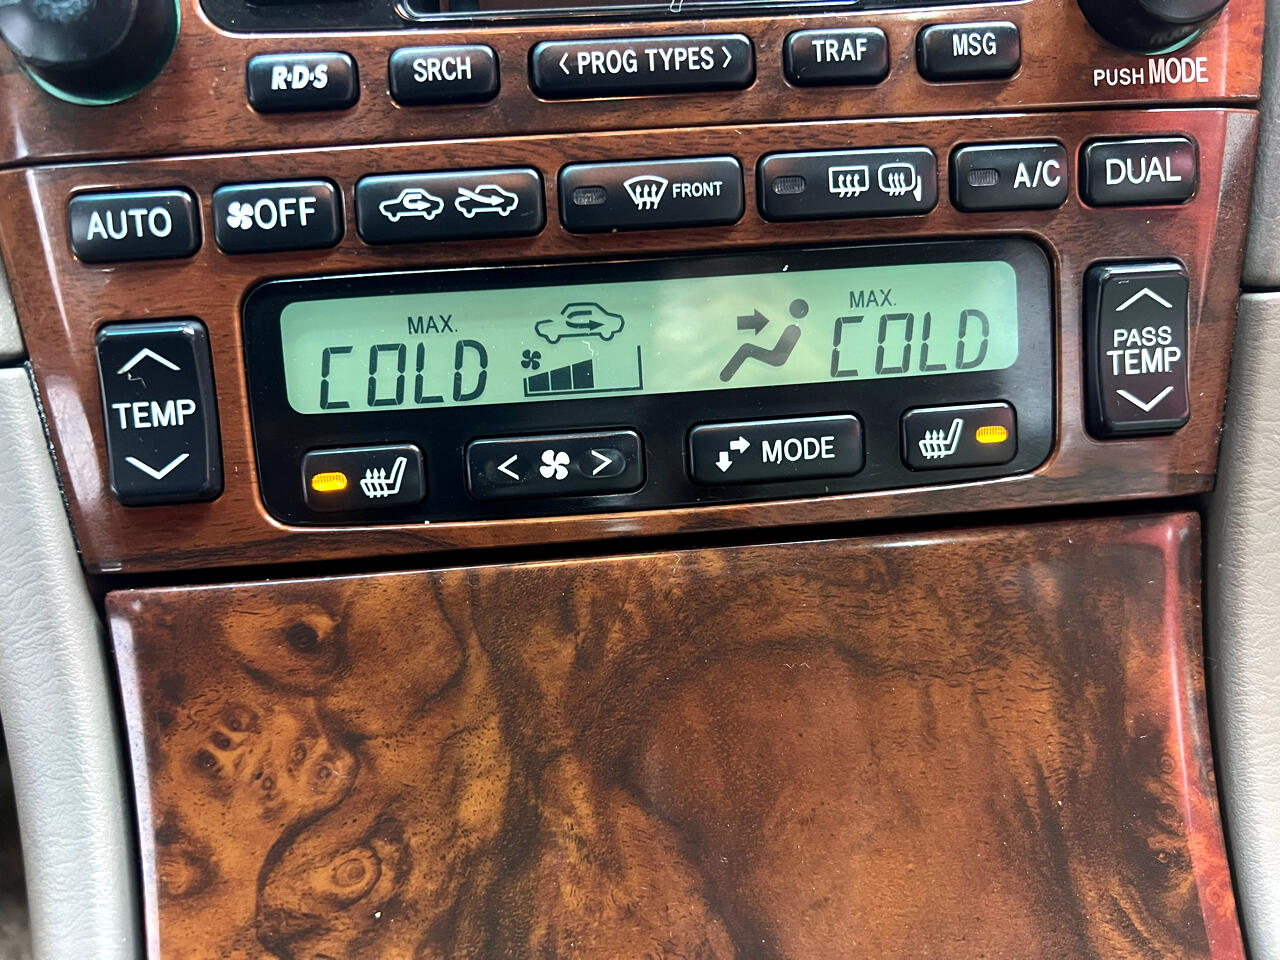 R·D·S SRCH < PROG TYPES > TRAF MSG
PUSH MODE
AUTO OFF FRONT A/C DUAL
MAX. MAX.
COLD COLD
TEMP
PASS
TEMP
< > MODE